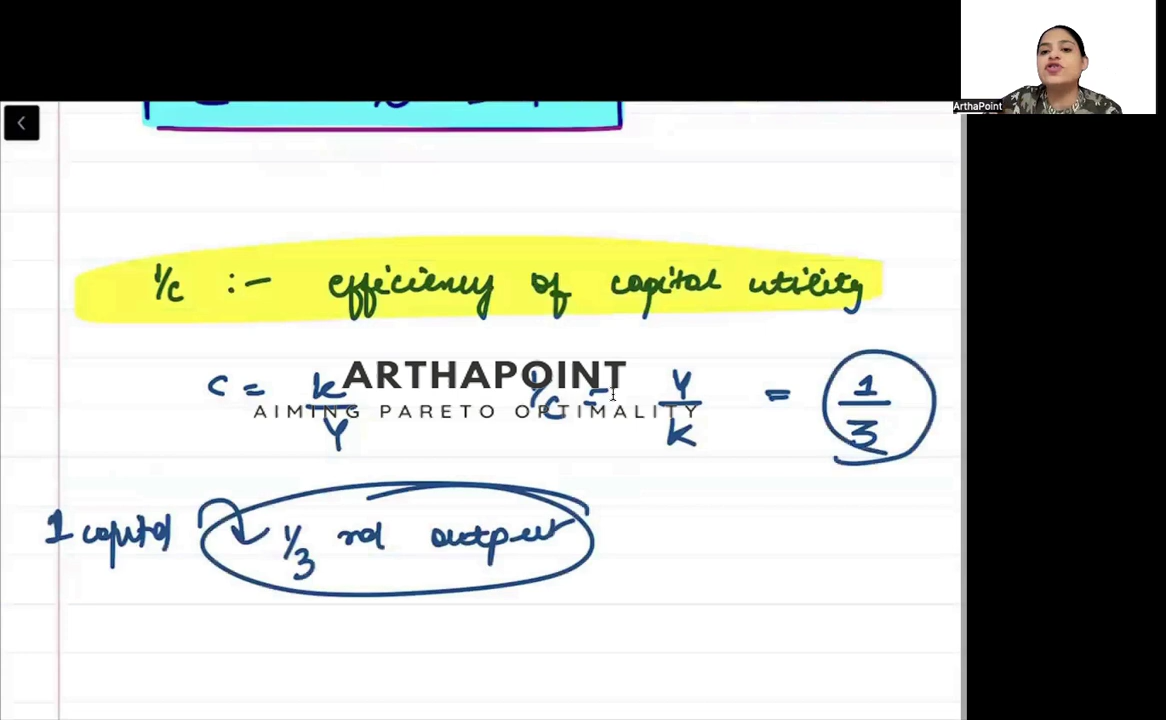 ArthaPoint
1/c :- efficiency of capital utility
ARTHAPOINT
c = K/Y 1/c = Y/K = 1/3
AIMING PARETO OPTIMALITY
1 capital 1/3 rd output